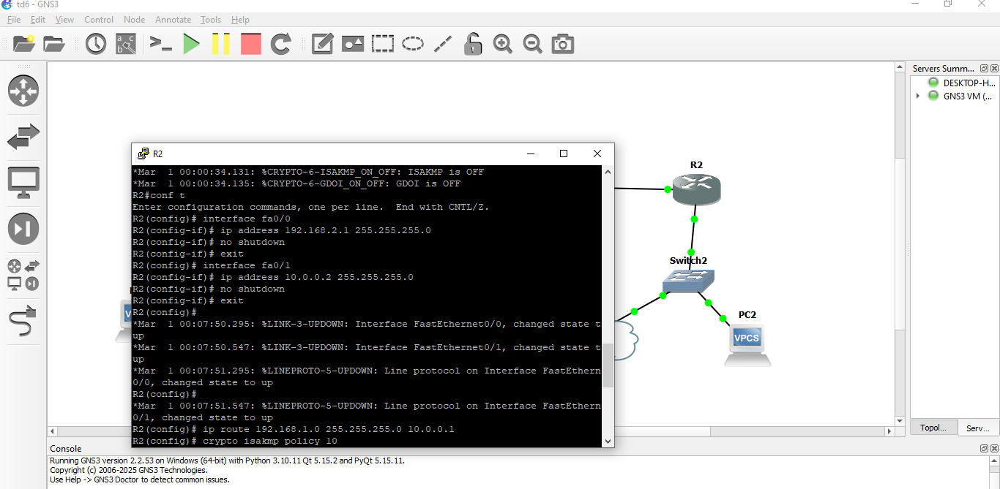 td6 - GNS3
File Edit View Control Node Annotate Tools Help
Servers Summ...
DESKTOP-H...
GNS3 VM (...
R2
*Mar  1 00:00:34.131: %CRYPTO-6-ISAKMP_ON_OFF: ISAKMP is OFF
*Mar  1 00:00:34.135: %CRYPTO-6-GDOI_ON_OFF: GDOI is OFF
R2#conf t
Enter configuration commands, one per line.  End with CNTL/Z.
R2(config)# interface fa0/0
R2(config-if)# ip address 192.168.2.1 255.255.255.0
R2(config-if)# no shutdown
R2(config-if)# exit
R2(config)# interface fa0/1
R2(config-if)# ip address 10.0.0.2 255.255.255.0
R2(config-if)# no shutdown
R2(config-if)# exit
R2(config)#
*Mar  1 00:07:50.295: %LINK-3-UPDOWN: Interface FastEthernet0/0, changed state t
up
*Mar  1 00:07:50.547: %LINK-3-UPDOWN: Interface FastEthernet0/1, changed state t
up
*Mar  1 00:07:51.295: %LINEPROTO-5-UPDOWN: Line protocol on Interface FastEthern
0/0, changed state to up
R2(config)#
*Mar  1 00:07:51.547: %LINEPROTO-5-UPDOWN: Line protocol on Interface FastEthern
0/1, changed state to up
R2(config)# ip route 192.168.1.0 255.255.255.0 10.0.0.1
R2(config)# crypto isakmp policy 10
R2
Switch2
PC2
VPCS
Topol...
Serv...
Console
Running GNS3 version 2.2.53 on Windows (64-bit) with Python 3.10.11 Qt 5.15.2 and PyQt 5.15.11.
Copyright (c) 2006-2025 GNS3 Technologies.
Use Help -> GNS3 Doctor to detect common issues.